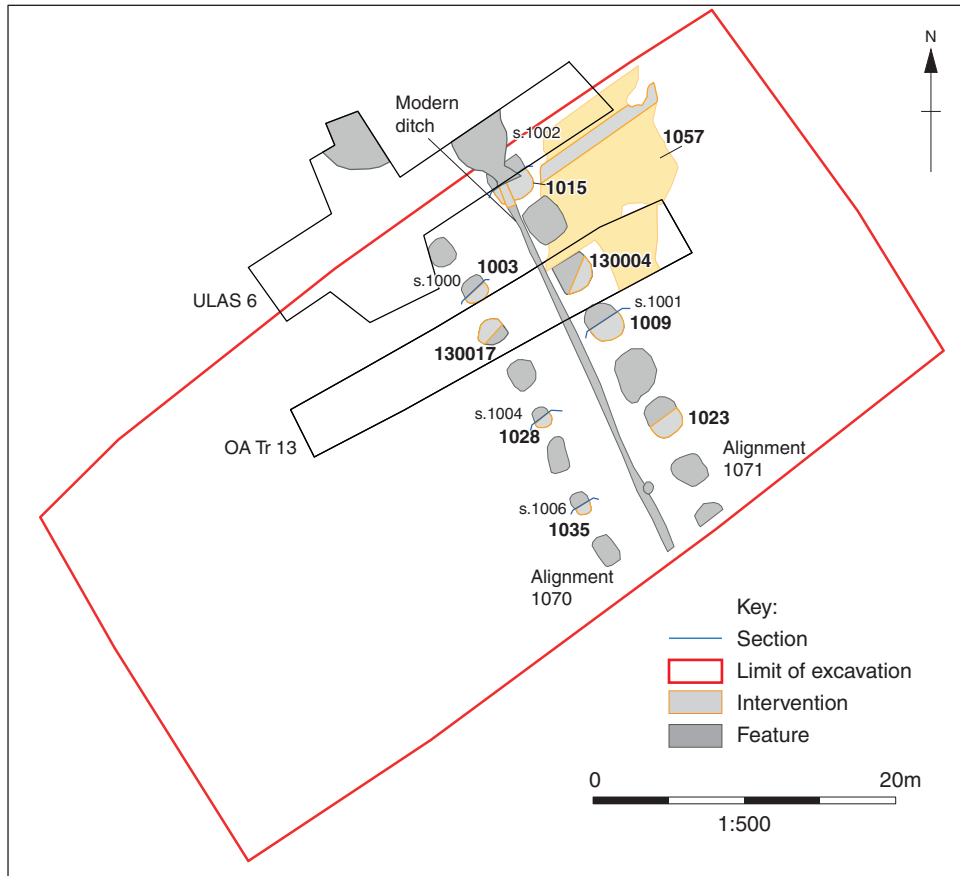 N
Modern
ditch
s.1002
1057
1015
s.1000
1003
130004
ULAS 6
s.1001
1009
130017
s.1004
1028
1023
OA Tr 13
Alignment
1071
s.1006
1035
Alignment
1070
Key:
Section
Limit of excavation
Intervention
Feature
0 20m
1:500